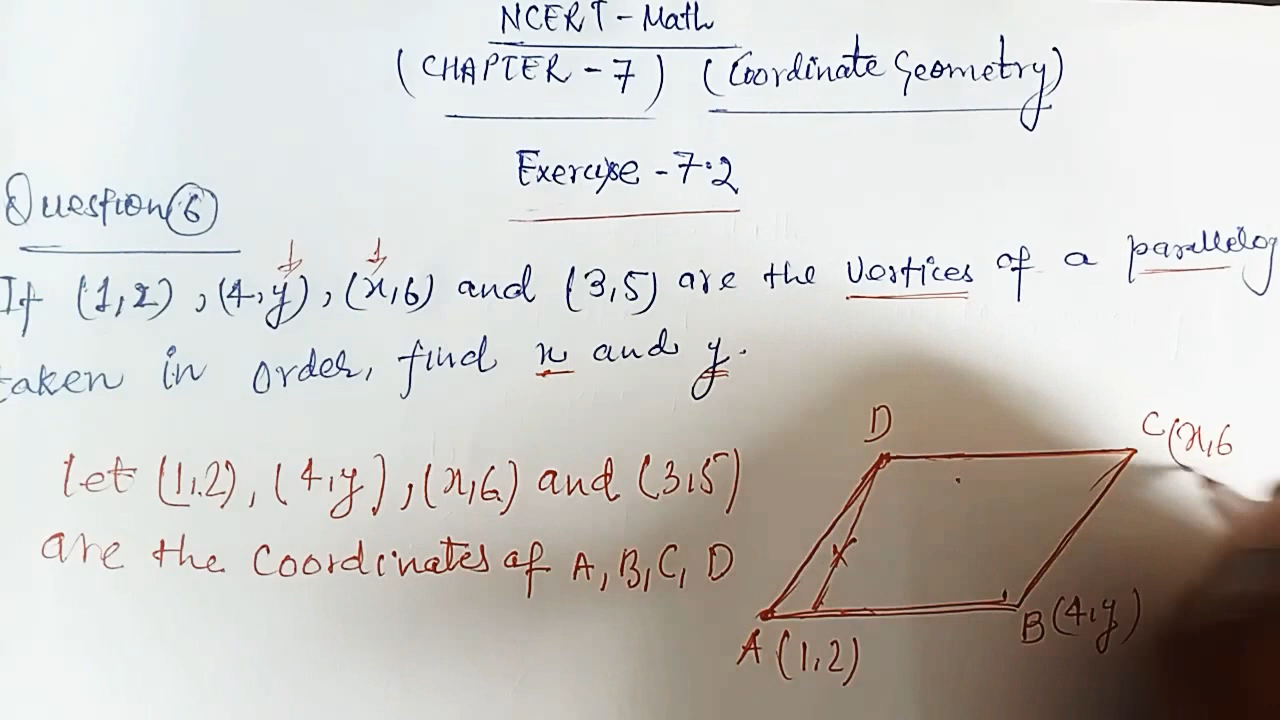 NCERT - Math
(CHAPTER - 7) (Coordinate Geometry)
Exercise - 7.2
Question 6
If (1,2), (4,y), (x,6) and (3,5) are the vertices of a parallelog
taken in order, find x and y.
let (1,2), (4,y), (x,6) and (3,5)
are the coordinates of A, B, C, D
D
C(x,6
A(1,2)
B(4,y)